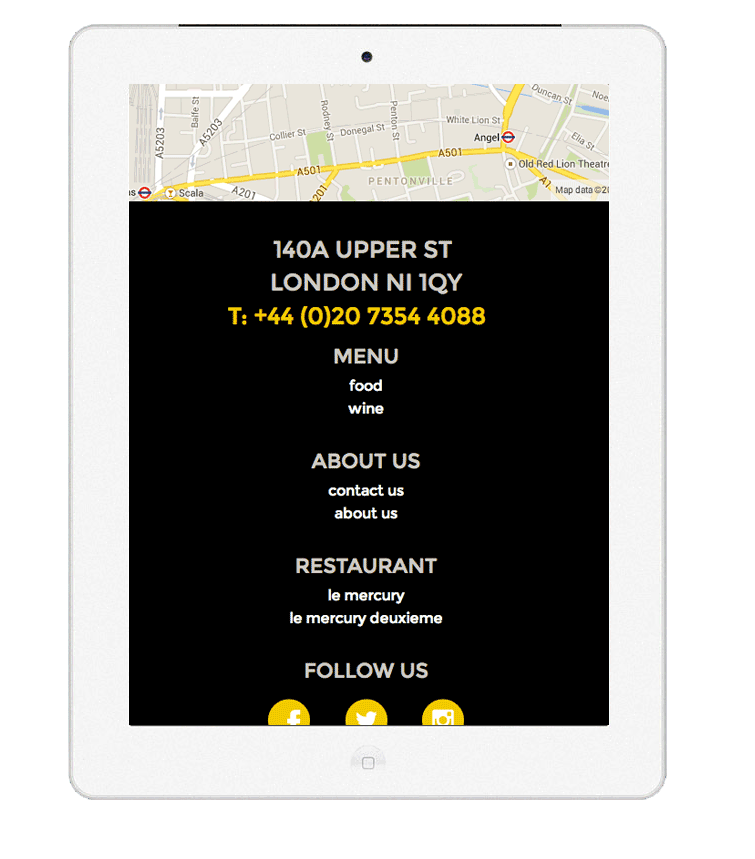 Duncan St
Noe
Balfe St
A5203
A5203
Rodney St
Penton St
White Lion St
Collier St
Donegal St
Angel
Elia St
A501
A501
Old Red Lion Theatre
PENTONVILLE
A1
s
Scala
A201
(201
Map data ©20
140A UPPER ST
LONDON NI 1QY
T: +44 (0)20 7354 4088
MENU
food
wine
ABOUT US
contact us
about us
RESTAURANT
le mercury
le mercury deuxieme
FOLLOW US